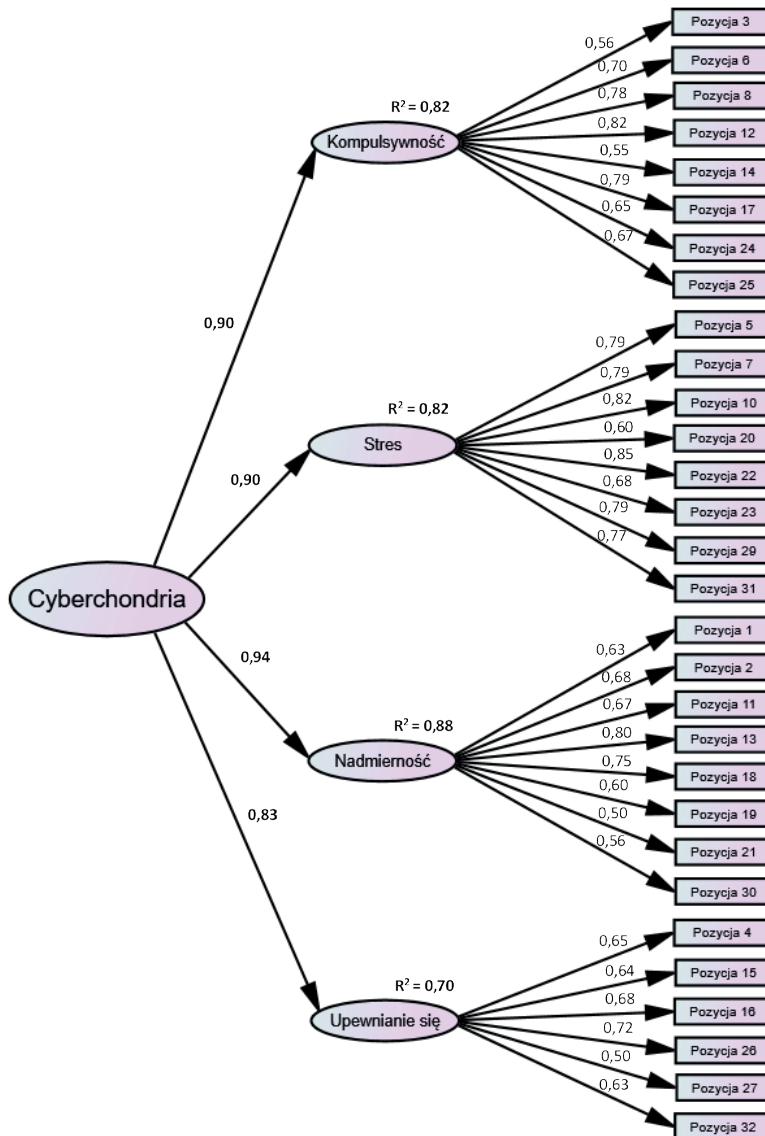 Pozycja 3
0,56
Pozycja 6
0,70
Pozycja 8
0,78
R² = 0,82
Kompulsywność
0,82
Pozycja 12
0,55
Pozycja 14
0,79
Pozycja 17
0,65
Pozycja 24
0,67
Pozycja 25
0,90
Pozycja 5
0,79
Pozycja 7
0,79
Pozycja 10
0,82
R² = 0,82
Stres
0,60
Pozycja 20
0,85
Pozycja 22
0,68
Pozycja 23
0,79
Pozycja 29
0,77
Pozycja 31
0,90
Cyberchondria
0,94
Pozycja 1
0,63
Pozycja 2
0,68
Pozycja 11
0,67
R² = 0,88
Nadmierność
0,80
Pozycja 13
0,75
Pozycja 18
0,60
Pozycja 19
0,50
Pozycja 21
0,56
Pozycja 30
0,83
Pozycja 4
0,65
Pozycja 15
0,64
R² = 0,70
Upewnianie się
0,68
Pozycja 16
0,72
Pozycja 26
0,50
Pozycja 27
0,63
Pozycja 32